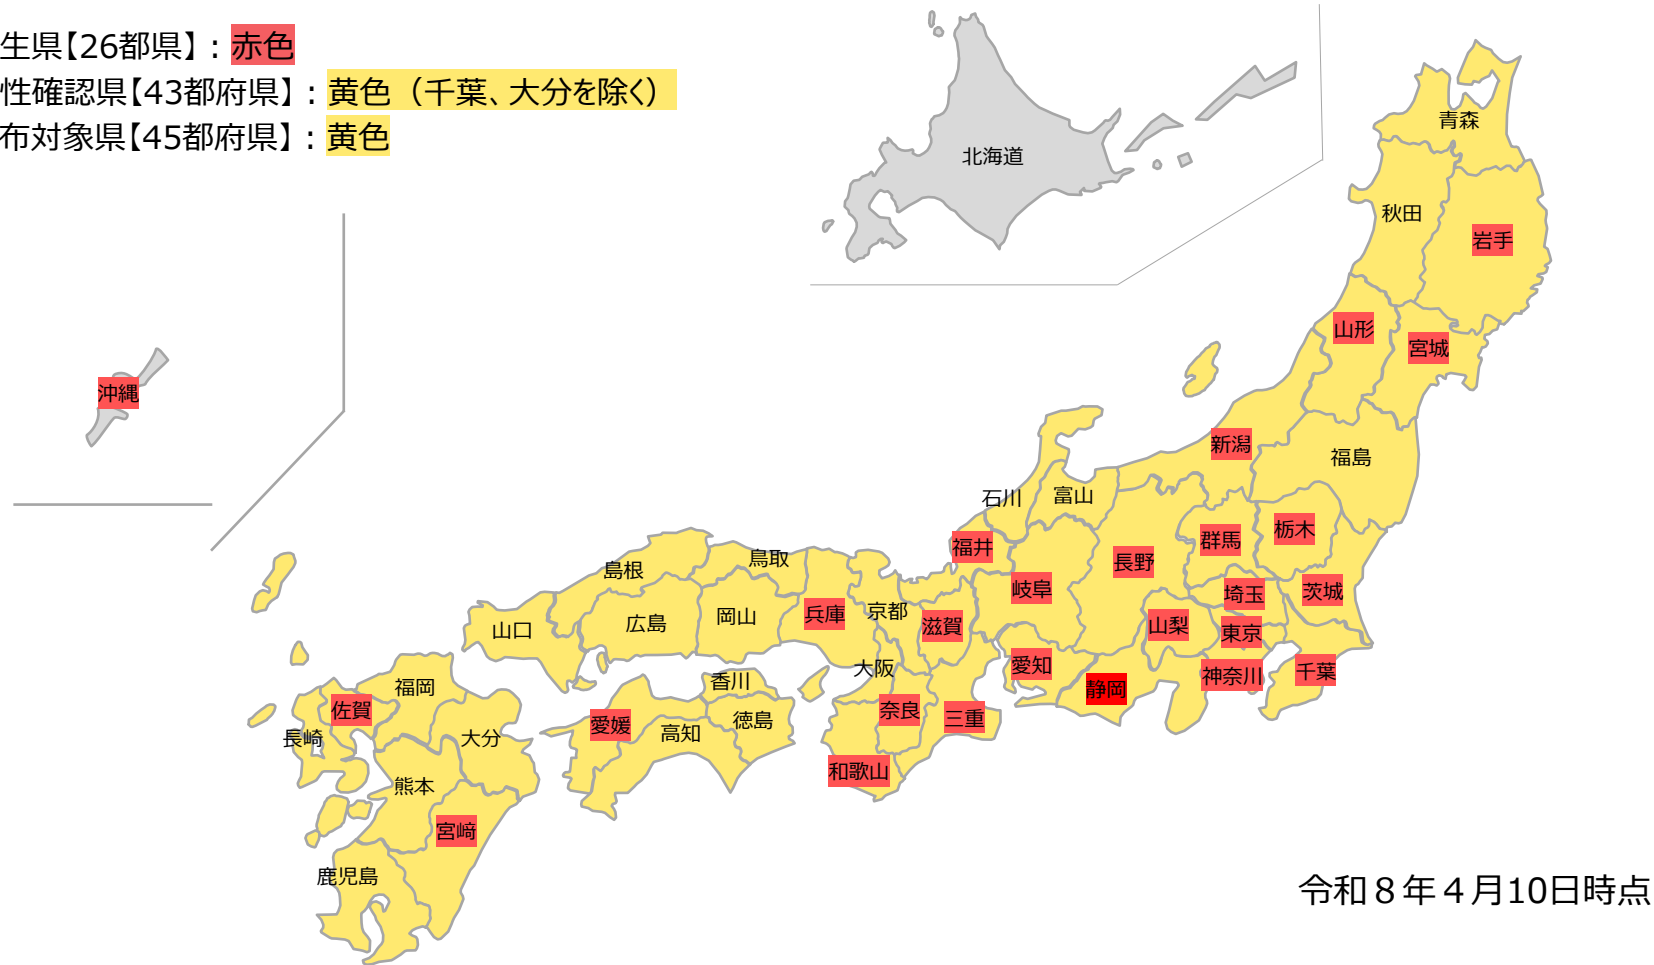 生県【26都県】：赤色
性確認県【43都府県】：黄色（千葉、大分を除く）
布対象県【45都府県】：黄色
北海道
青森
秋田
岩手
山形
宮城
沖縄
新潟
福島
石川
富山
福井
群馬
栃木
長野
岐阜
埼玉
茨城
鳥取
島根
兵庫
京都
滋賀
山梨
東京
岡山
広島
山口
大阪
愛知
神奈川
千葉
静岡
香川
福岡
佐賀
奈良
三重
愛媛
高知
徳島
長崎
大分
和歌山
熊本
宮﨑
鹿児島
令和８年４月10日時点